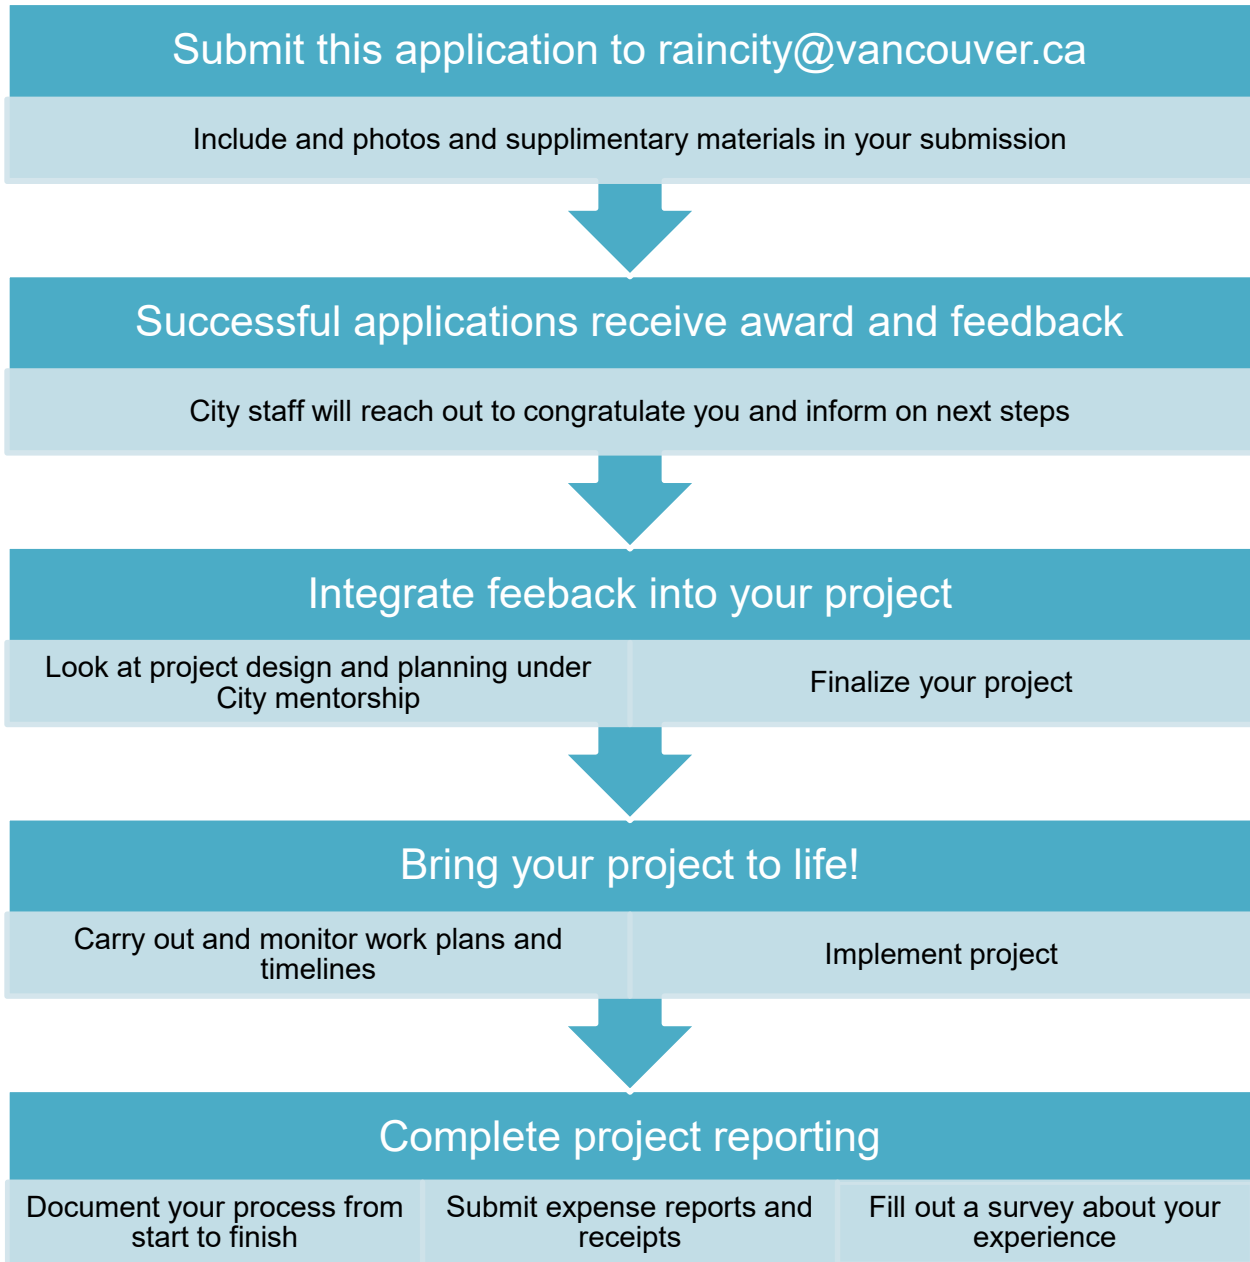 Submit this application to raincity@vancouver.ca
Include and photos and supplimentary materials in your submission
Successful applications receive award and feedback
City staff will reach out to congratulate you and inform on next steps
Integrate feeback into your project
Look at project design and planning under
City mentorship
Finalize your project
Bring your project to life!
Carry out and monitor work plans and
timelines
Implement project
Complete project reporting
Document your process from
start to finish
Submit expense reports and
receipts
Fill out a survey about your
experience